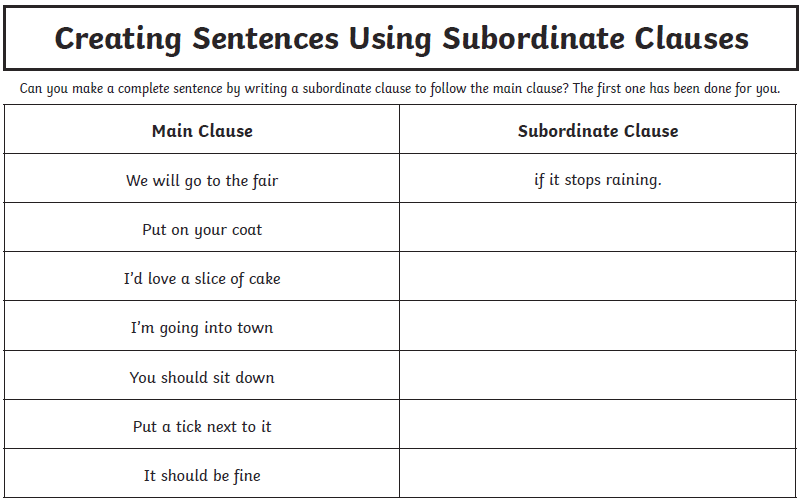 Creating Sentences Using Subordinate Clauses
Can you make a complete sentence by writing a subordinate clause to follow the main clause? The first one has been done for you.
Main Clause Subordinate Clause
We will go to the fair if it stops raining.
Put on your coat
I'd love a slice of cake
I'm going into town
You should sit down
Put a tick next to it
It should be fine